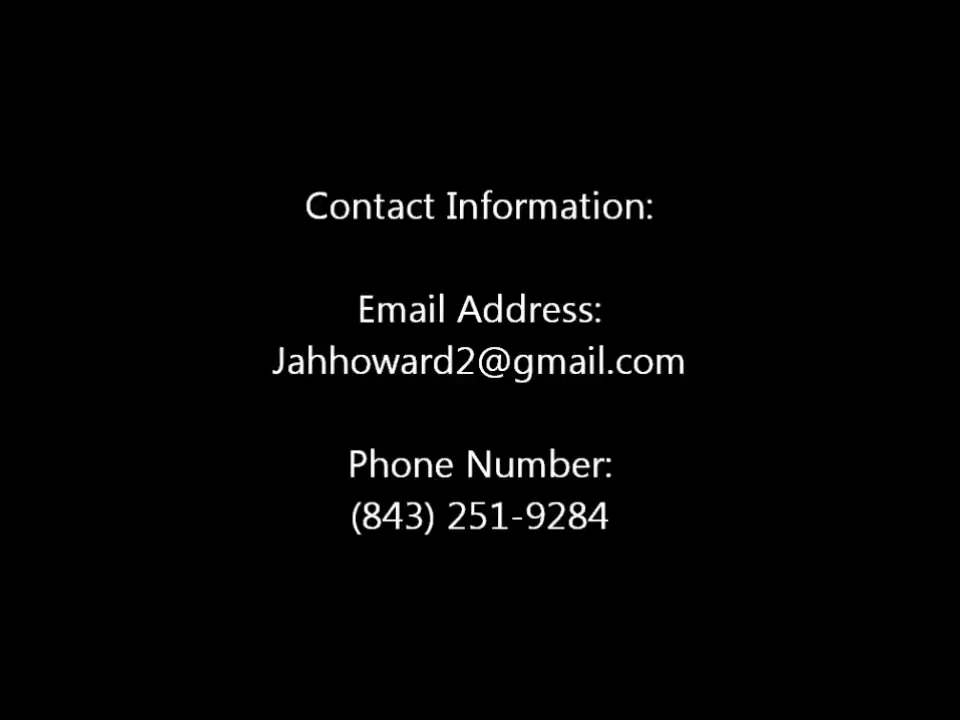 Contact Information:
Email Address:
Jahhoward2@gmail.com
Phone Number:
(843) 251-9284